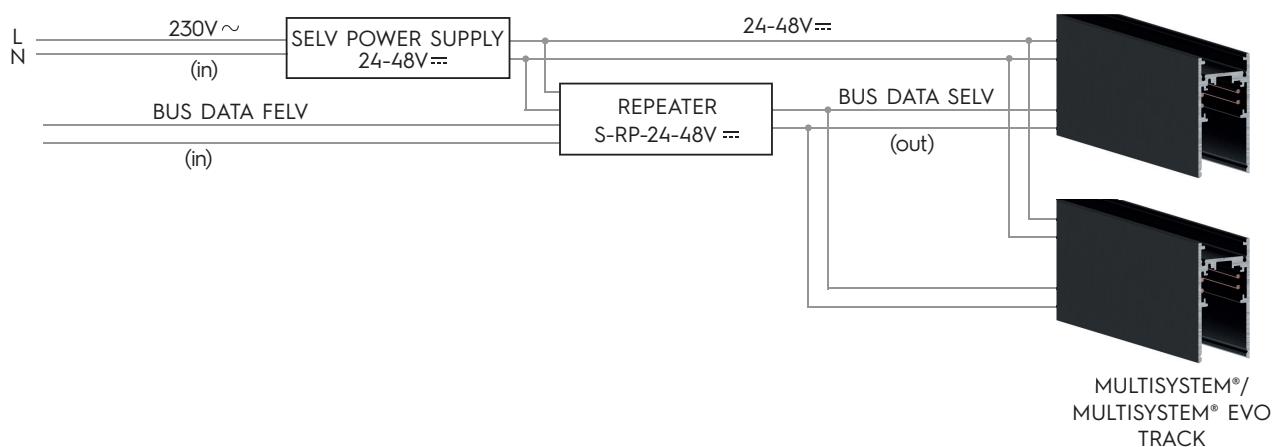 L
N
230V ~
(in)
SELV POWER SUPPLY
24-48V ⎓
24-48V ⎓
BUS DATA FELV
(in)
REPEATER
S-RP-24-48V ⎓
BUS DATA SELV
(out)
MULTISYSTEM®/
MULTISYSTEM® EVO
TRACK